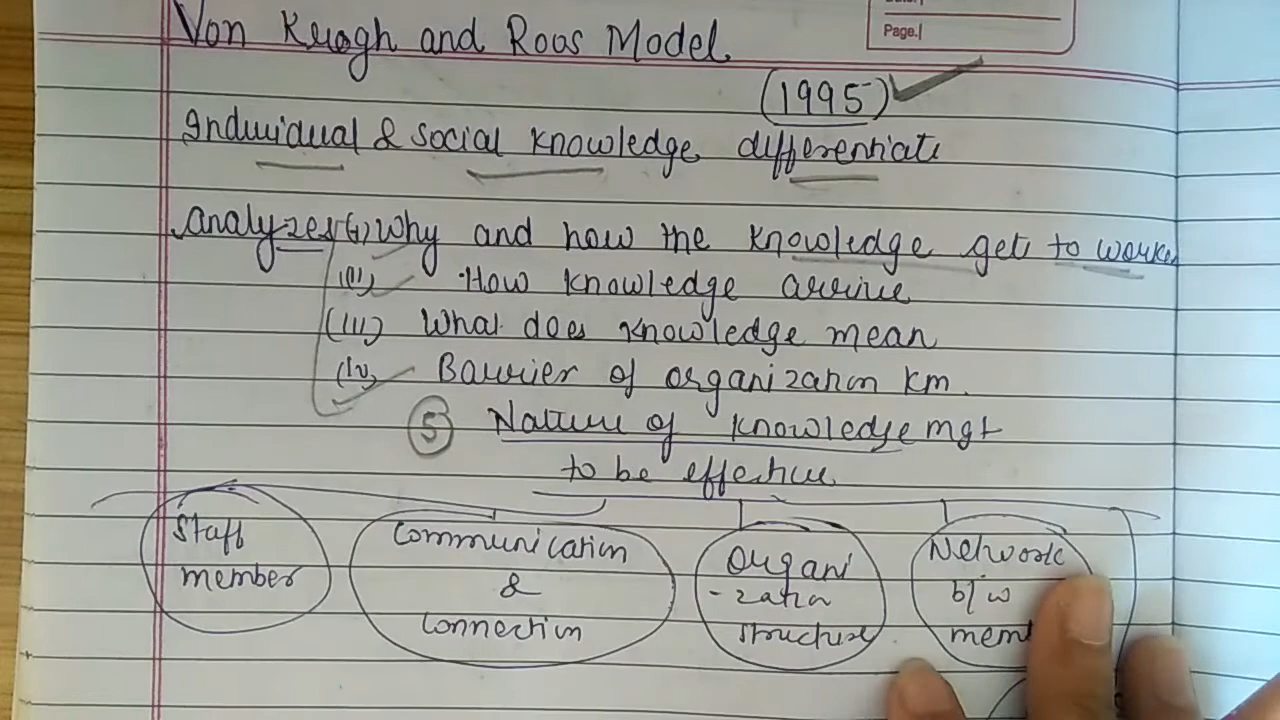 Page.
Von Krogh and Roos Model
(1995)
Individual & social knowledge differentiate
analyzes (i) Why and how the knowledge gets to worker
(ii) How knowledge arrive
(iii) What does knowledge mean
(iv) Barrier of organization km.
5 Nature of knowledge mgt
to be effective
Staff
member
Communication
&
Connection
Organi
-zation
structure
Network
b/w
mem